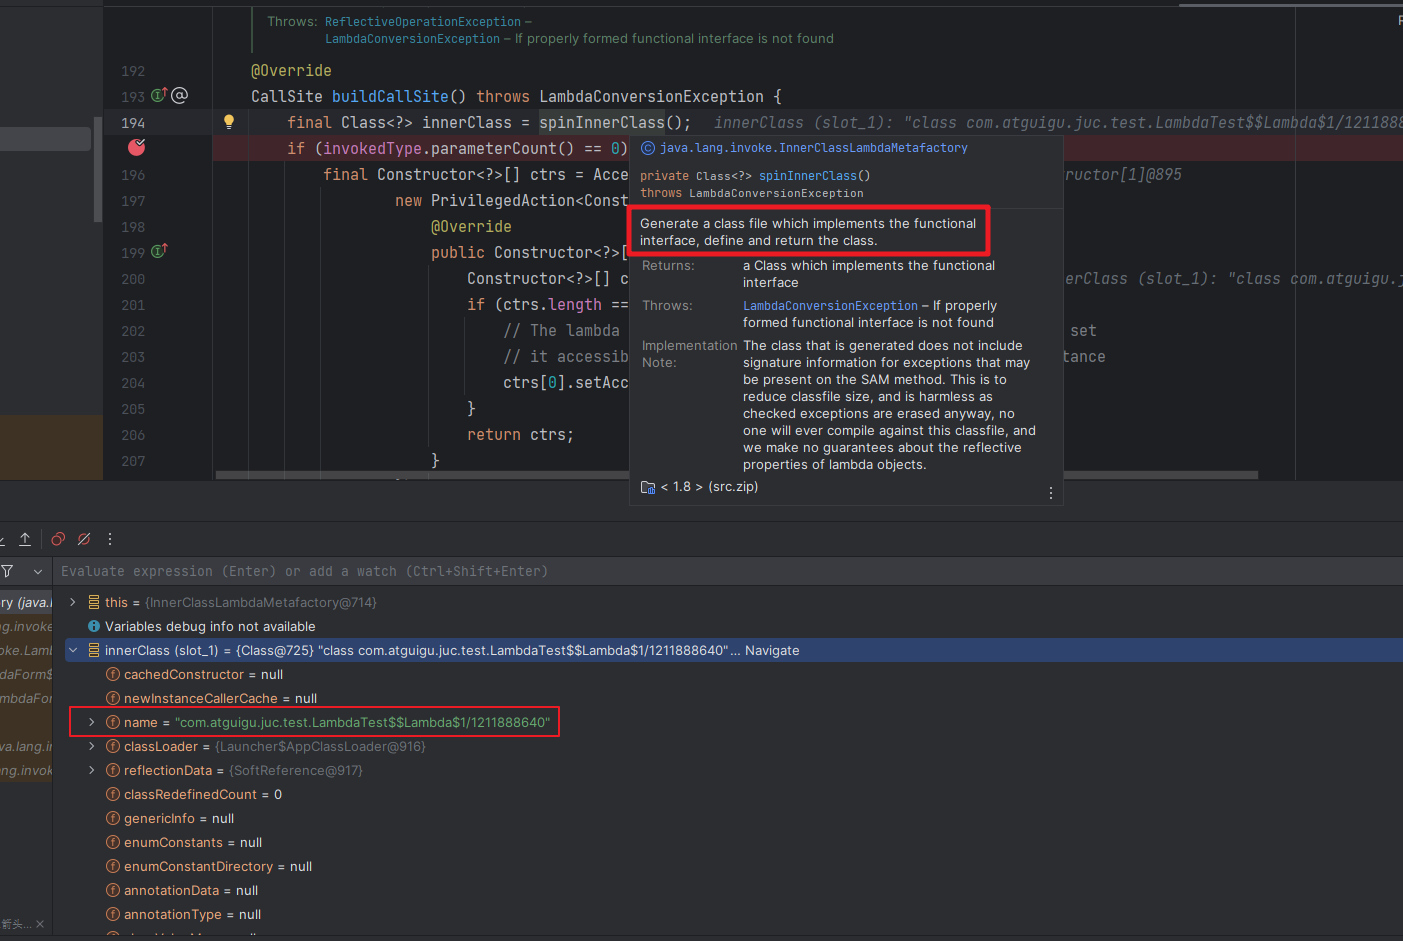 Throws: ReflectiveOperationException –
LambdaConversionException – If properly formed functional interface is not found
192 @Override
193 CallSite buildCallSite() throws LambdaConversionException {
194 final Class<?> innerClass = spinInnerClass(); innerClass (slot_1): "class com.atguigu.juc.test.LambdaTest$$Lambda$1/1211888
if (invokedType.parameterCount() == 0)
196 final Constructor<?>[] ctrs = Acce ructor[1]@895
197 new PrivilegedAction<Const
198 @Override
199 public Constructor<?>[
200 Constructor<?>[] c erClass (slot_1): "class com.atguigu.j
201 if (ctrs.length ==
202 // The lambda set
203 // it accessib tance
204 ctrs[0].setAcc
205 }
206 return ctrs;
207 }
java.lang.invoke.InnerClassLambdaMetafactory
private Class<?> spinInnerClass()
throws LambdaConversionException
Generate a class file which implements the functional
interface, define and return the class.
Returns: a Class which implements the functional
interface
Throws: LambdaConversionException – If properly
formed functional interface is not found
Implementation The class that is generated does not include
Note: signature information for exceptions that may
be present on the SAM method. This is to
reduce classfile size, and is harmless as
checked exceptions are erased anyway, no
one will ever compile against this classfile, and
we make no guarantees about the reflective
properties of lambda objects.
< 1.8 > (src.zip)
Evaluate expression (Enter) or add a watch (Ctrl+Shift+Enter)
ry (java.l
ng.invoke
oke.Lamb
daForm$
mbdaFor
va.lang.in
ang.invok
箭头...
this = {InnerClassLambdaMetafactory@714}
Variables debug info not available
innerClass (slot_1) = {Class@725} "class com.atguigu.juc.test.LambdaTest$$Lambda$1/1211888640"... Navigate
cachedConstructor = null
newInstanceCallerCache = null
name = "com.atguigu.juc.test.LambdaTest$$Lambda$1/1211888640"
classLoader = {Launcher$AppClassLoader@916}
reflectionData = {SoftReference@917}
classRedefinedCount = 0
genericInfo = null
enumConstants = null
enumConstantDirectory = null
annotationData = null
annotationType = null